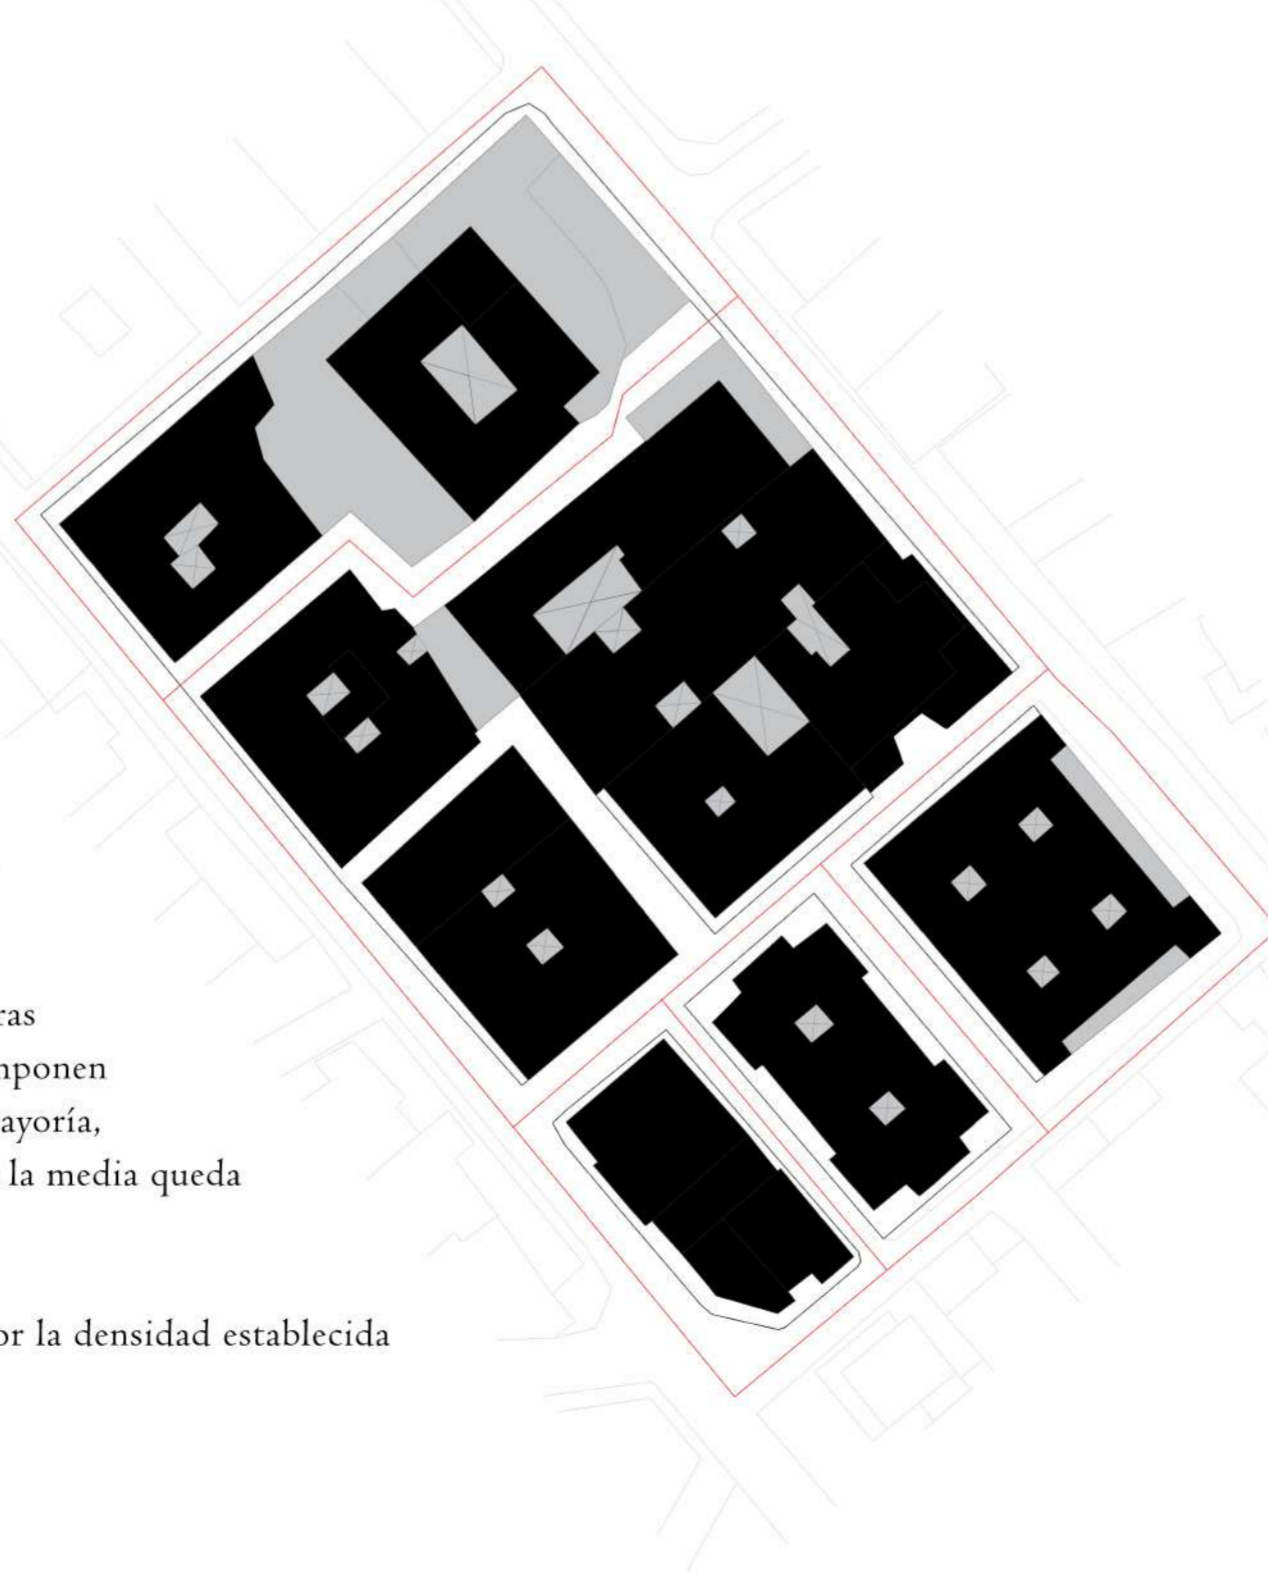 ras
nponen
ayoría,
la media queda
or la densidad establecida